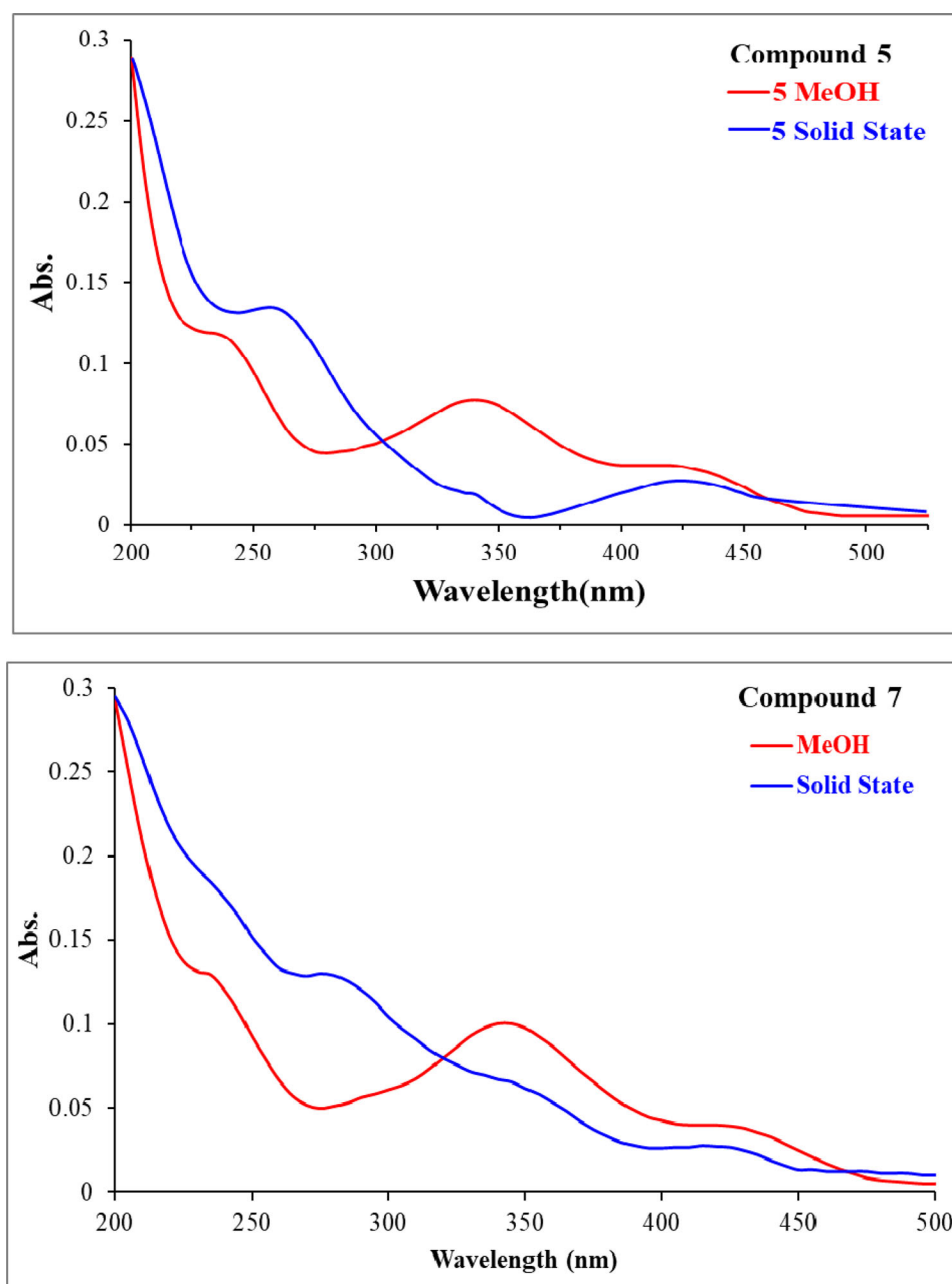 0.3
0.25
0.2
0.15
0.1
0.05
0
Abs.
Compound 5
5 MeOH
5 Solid State
200 250 300 350 400 450 500
Wavelength(nm)
0.3
0.25
0.2
0.15
0.1
0.05
0
Abs.
Compound 7
MeOH
Solid State
200 250 300 350 400 450 500
Wavelength (nm)